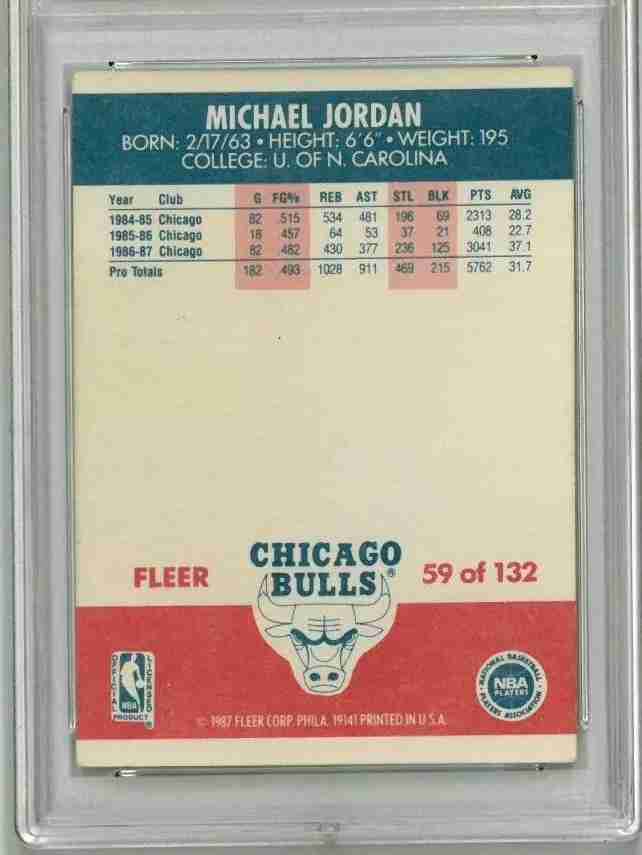 MICHAEL JORDAN
BORN: 2/17/63 • HEIGHT: 6'6" • WEIGHT: 195
COLLEGE: U. OF N. CAROLINA
Year Club G FG% REB AST STL BLK PTS AVG
1984-85 Chicago 82 .515 534 481 196 69 2313 28.2
1985-86 Chicago 18 .457 64 53 37 21 408 22.7
1986-87 Chicago 82 .482 430 377 236 125 3041 37.1
Pro Totals 182 .493 1028 911 469 215 5762 31.7
CHICAGO
BULLS®
FLEER
59 of 132
OFFICIAL LICENSED
NBA
PRODUCT
®
NATIONAL BASKETBALL
NBA
PLAYERS
PLAYERS ASSOCIATION
© 1987 FLEER CORP. PHILA. 19141 PRINTED IN U.S.A.